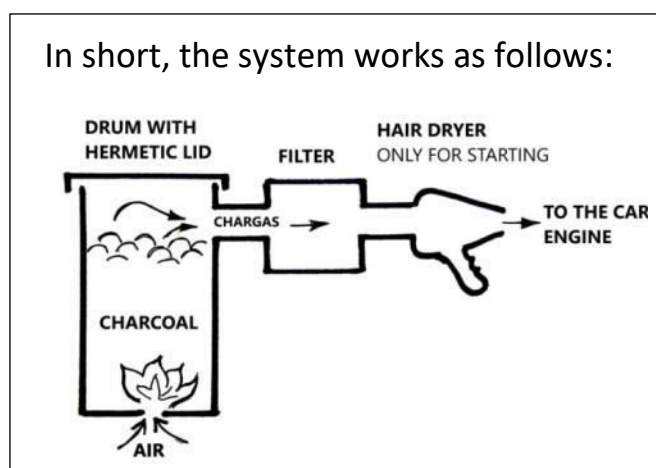 In short, the system works as follows:
DRUM WITH
HERMETIC LID
FILTER
HAIR DRYER
ONLY FOR STARTING
CHARGAS
TO THE CAR
ENGINE
CHARCOAL
AIR